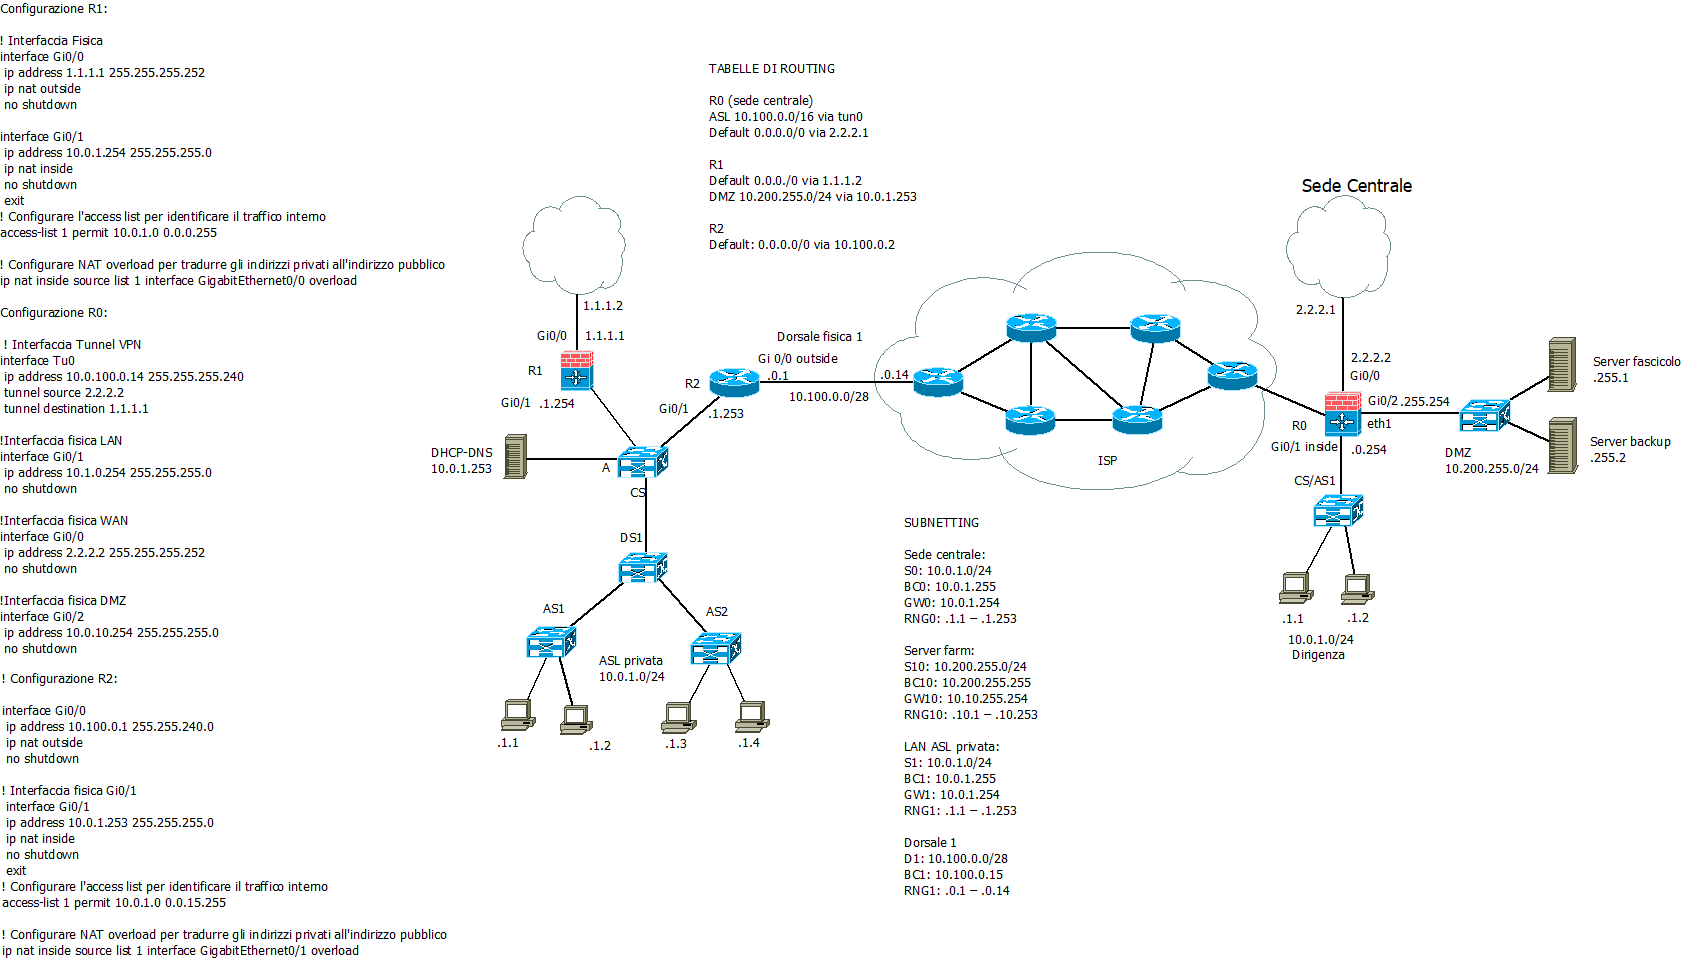 Configurazione R1:
! Interfaccia Fisica
interface Gi0/0
ip address 1.1.1.1 255.255.255.252
ip nat outside
no shutdown
interface Gi0/1
ip address 10.0.1.254 255.255.255.0
ip nat inside
no shutdown
exit
! Configurare l'access list per identificare il traffico interno
access-list 1 permit 10.0.1.0 0.0.0.255
! Configurare NAT overload per tradurre gli indirizzi privati all'indirizzo pubblico
ip nat inside source list 1 interface GigabitEthernet0/0 overload
Configurazione R0:
! Interfaccia Tunnel VPN
interface Tu0
ip address 10.0.100.0.14 255.255.255.240
tunnel source 2.2.2.2
tunnel destination 1.1.1.1
!Interfaccia fisica LAN
interface Gi0/1
ip address 10.1.0.254 255.255.255.0
no shutdown
!Interfaccia fisica WAN
interface Gi0/0
ip address 2.2.2.2 255.255.255.252
no shutdown
!Interfaccia fisica DMZ
interface Gi0/2
ip address 10.0.10.254 255.255.255.0
no shutdown
! Configurazione R2:
interface Gi0/0
ip address 10.100.0.1 255.255.240.0
ip nat outside
no shutdown
! Interfaccia fisica Gi0/1
interface Gi0/1
ip address 10.0.1.253 255.255.255.0
ip nat inside
no shutdown
exit
! Configurare l'access list per identificare il traffico interno
access-list 1 permit 10.0.1.0 0.0.15.255
! Configurare NAT overload per tradurre gli indirizzi privati all'indirizzo pubblico
ip nat inside source list 1 interface GigabitEthernet0/1 overload
TABELLE DI ROUTING
R0 (sede centrale)
ASL 10.100.0.0/16 via tun0
Default 0.0.0.0/0 via 2.2.2.1
R1
Default 0.0.0./0 via 1.1.1.2
DMZ 10.200.255.0/24 via 10.0.1.253
R2
Default: 0.0.0.0/0 via 10.100.0.2
1.1.1.2
Gi0/0
1.1.1.1
R1
Gi0/1
.1.254
DHCP-DNS
10.0.1.253
A
CS
DS1
AS1
AS2
ASL privata
10.0.1.0/24
.1.1
.1.2
.1.3
.1.4
R2
Gi0/1
.1.253
Dorsale fisica 1
Gi 0/0 outside
.0.1
.0.14
10.100.0.0/28
ISP
Sede Centrale
2.2.2.1
2.2.2.2
Gi0/0
R0
Gi0/2 .255.254
eth1
Gi0/1 inside
.0.254
CS/AS1
.1.1
.1.2
10.0.1.0/24
Dirigenza
DMZ
10.200.255.0/24
Server fascicolo
.255.1
Server backup
.255.2
SUBNETTING
Sede centrale:
S0: 10.0.1.0/24
BC0: 10.0.1.255
GW0: 10.0.1.254
RNG0: .1.1 – .1.253
Server farm:
S10: 10.200.255.0/24
BC10: 10.200.255.255
GW10: 10.10.255.254
RNG10: .10.1 – .10.253
LAN ASL privata:
S1: 10.0.1.0/24
BC1: 10.0.1.255
GW1: 10.0.1.254
RNG1: .1.1 – .1.253
Dorsale 1
D1: 10.100.0.0/28
BC1: 10.100.0.15
RNG1: .0.1 – .0.14